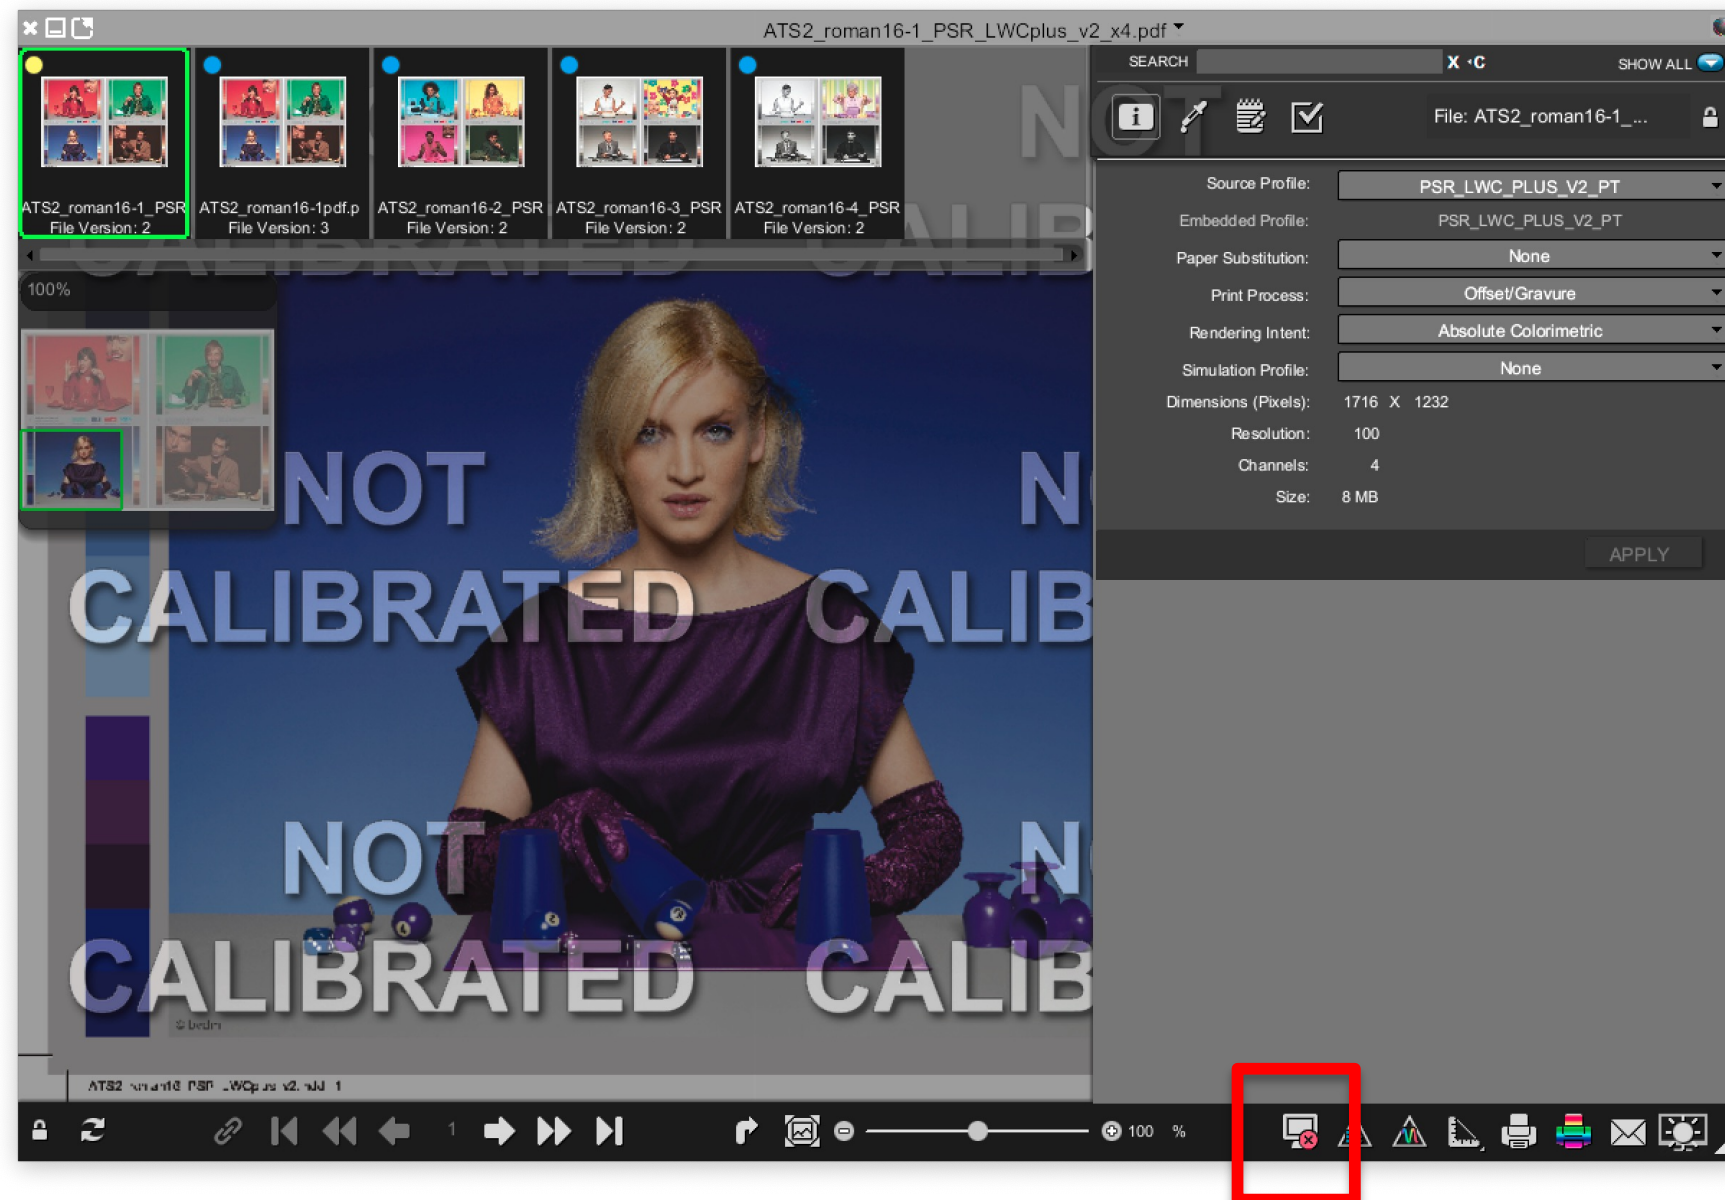 ATS2_roman16-1_PSR_LWCplus_v2_x4.pdf
ATS2_roman16-1_PSR
File Version: 2
ATS2_roman16-1pdf.p
File Version: 3
ATS2_roman16-2_PSR
File Version: 2
ATS2_roman16-3_PSR
File Version: 2
ATS2_roman16-4_PSR
File Version: 2
SEARCH
X
C
SHOW ALL
File: ATS2_roman16-1_...
Source Profile: PSR_LWC_PLUS_V2_PT
Embedded Profile: PSR_LWC_PLUS_V2_PT
Paper Substitution: None
Print Process: Offset/Gravure
Rendering Intent: Absolute Colorimetric
Simulation Profile: None
Dimensions (Pixels): 1716 X 1232
Resolution: 100
Channels: 4
Size: 8 MB
APPLY
NOT
CALIBRATED CALIB
100%
NOT N
CALIBRATED CALIB
NOT N
CALIBRATED CALIB
1
100 %